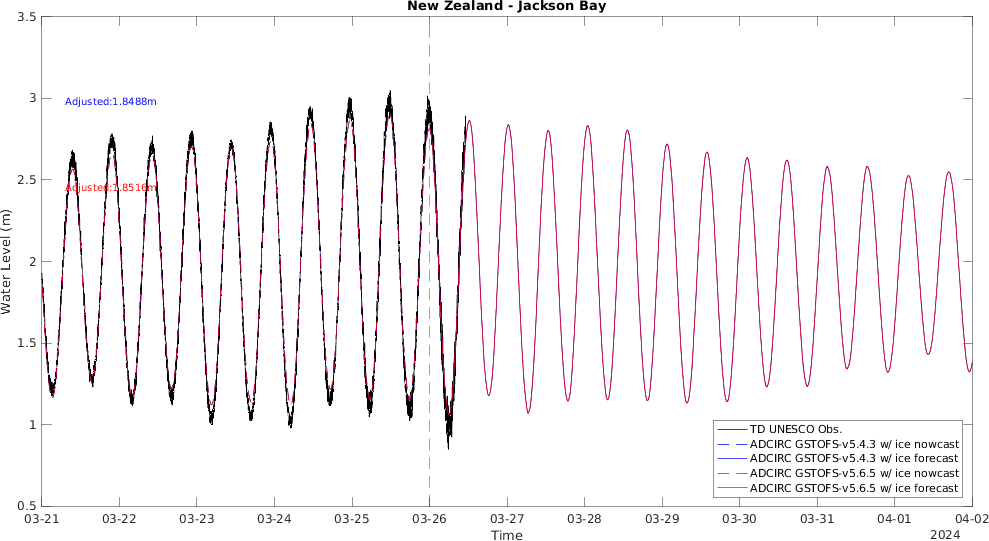 New Zealand - Jackson Bay
Water Level (m)
3.5
3
2.5
2
1.5
1
0.5
Adjusted:1.8488m
Adjusted:1.8516m
TD UNESCO Obs.
ADCIRC GSTOFS-v5.4.3 w/ ice nowcast
ADCIRC GSTOFS-v5.4.3 w/ ice forecast
ADCIRC GSTOFS-v5.6.5 w/ ice nowcast
ADCIRC GSTOFS-v5.6.5 w/ ice forecast
03-21 03-22 03-23 03-24 03-25 03-26 03-27 03-28 03-29 03-30 03-31 04-01 04-02
Time
2024